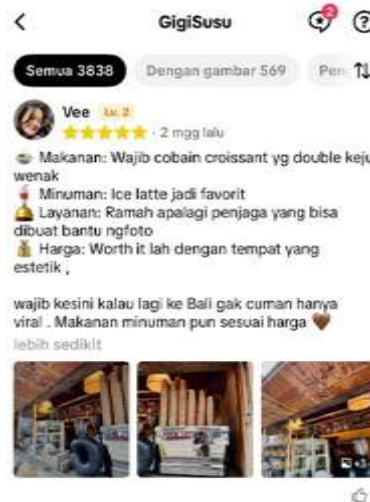 GigiSusu
2
Semua 3838
Dengan gambar 569
Pen
Vee Lv. 2
2 mgg lalu
Makanan: Wajib cobain croissant yg double keju
wenak
Minuman: Ice latte jadi favorit
Layanan: Ramah apalagi penjaga yang bisa
dibuat bantu ngfoto
Harga: Worth it lah dengan tempat yang
estetik ,
wajib kesini kalau lagi ke Bali gak cuman hanya
viral . Makanan minuman pun sesuai harga
lebih sedikit